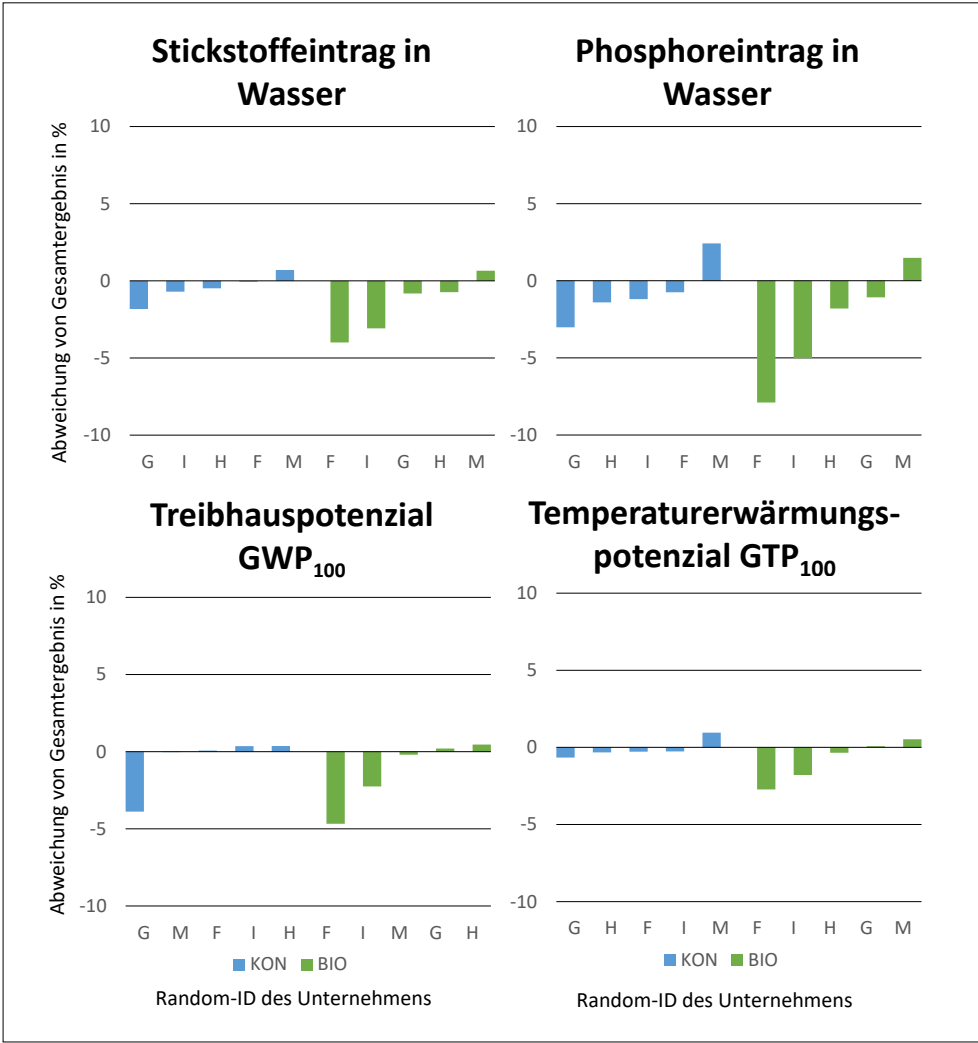 Stickstoffeintrag in
Wasser
Abweichung von Gesamtergebnis in %
10
5
0
-5
-10
G I H F M F I G H M
Phosphoreintrag in
Wasser
10
5
0
-5
-10
G H I F M F I H G M
Treibhauspotenzial
GWP₁₀₀
Abweichung von Gesamtergebnis in %
10
5
0
-5
-10
G M F I H F I M G H
KON BIO
Random-ID des Unternehmens
Temperaturerwärmungs-
potenzial GTP₁₀₀
10
5
0
-5
-10
G H F I M F I H G M
KON BIO
Random-ID des Unternehmens